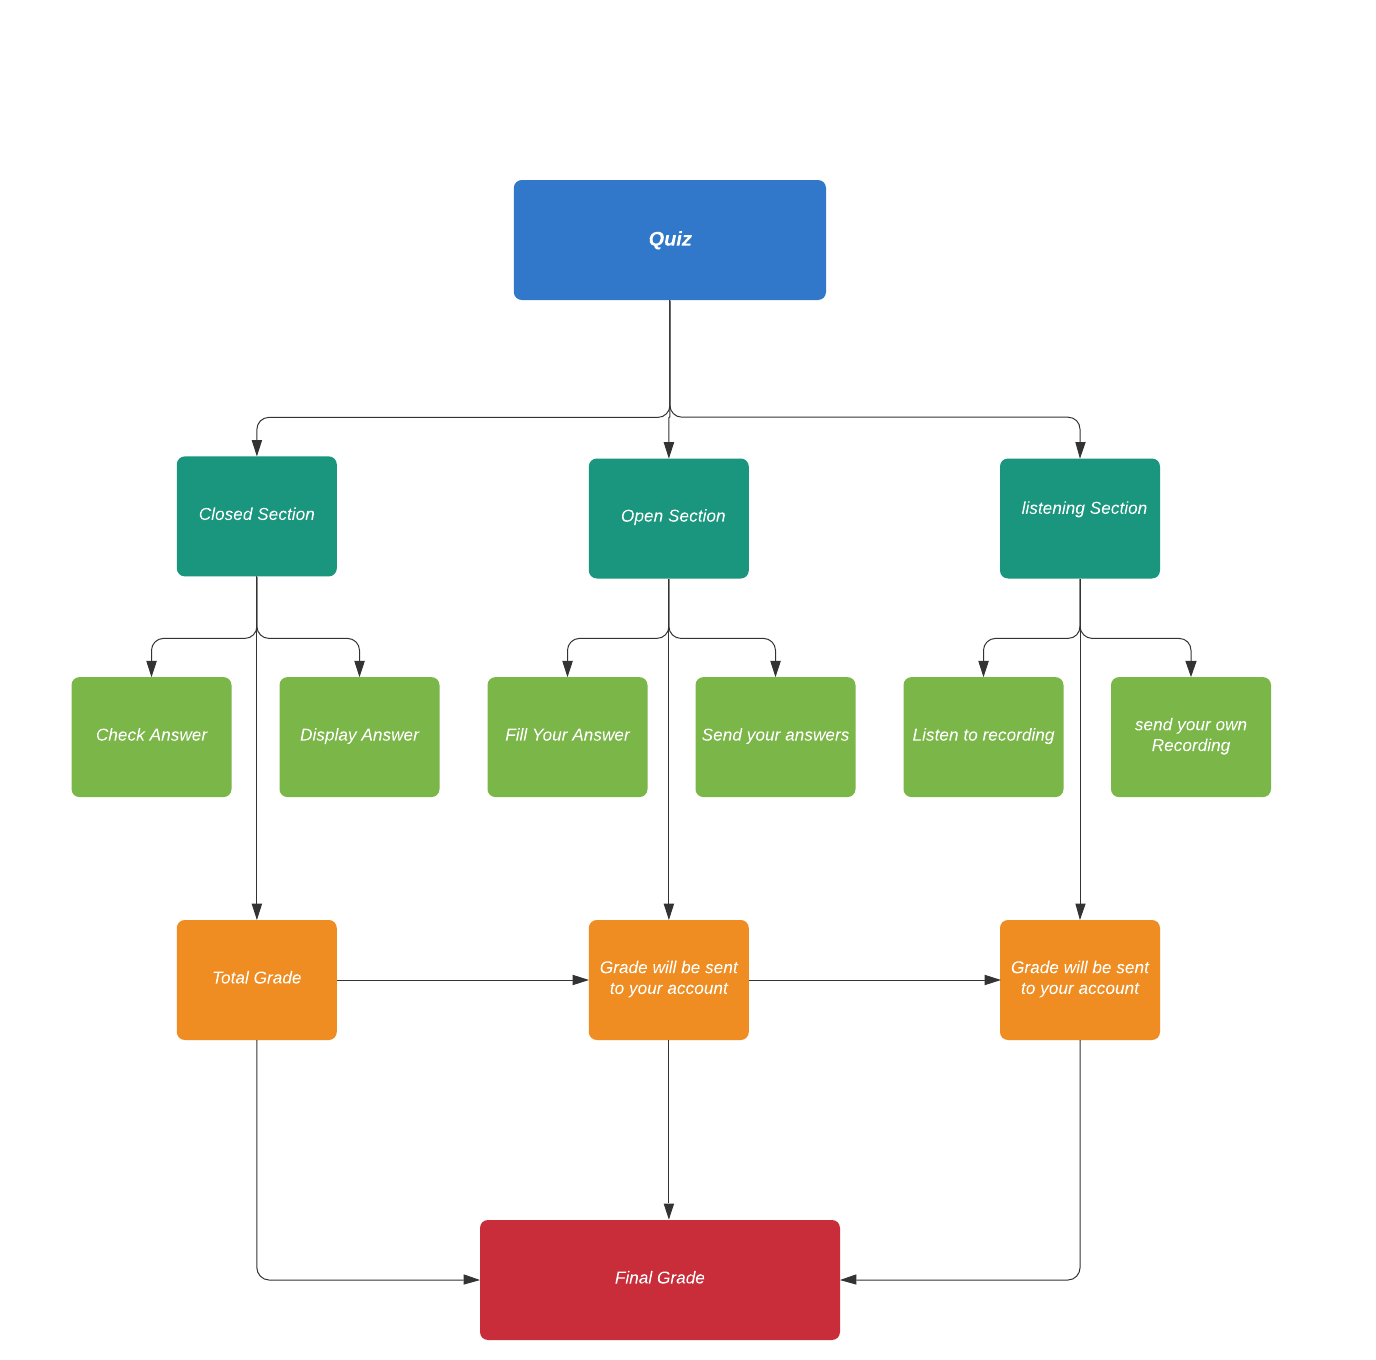 Quiz
Closed Section
Open Section
listening Section
Check Answer
Display Answer
Fill Your Answer
Send your answers
Listen to recording
send your own
Recording
Total Grade
Grade will be sent
to your account
Grade will be sent
to your account
Final Grade